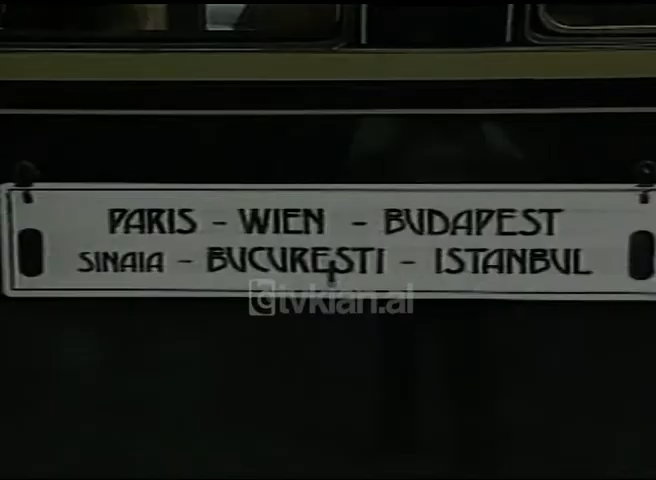 PARIS - WIEN - BUDAPEST
SINAIA - BUCUREȘTI - ISTANBUL
tvklan.al